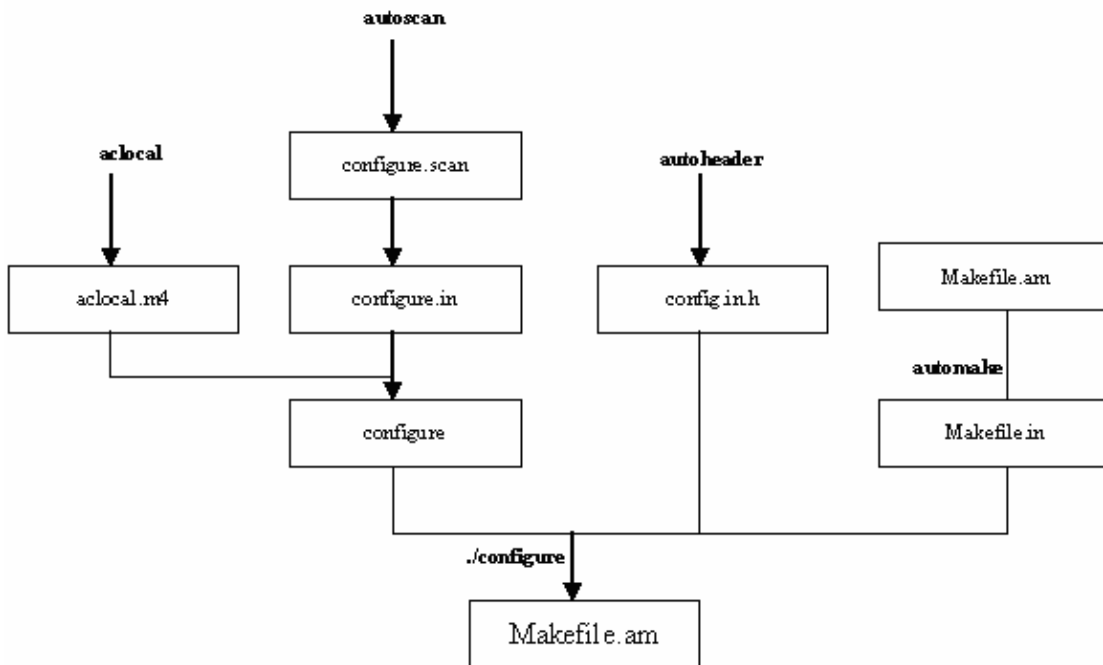 autoscan
configure.scan
aclocal
autoheader
aclocal.m4
configure.in
config.in.h
Makefile.am
automake
configure
Makefile.in
./configure
Makefile.am